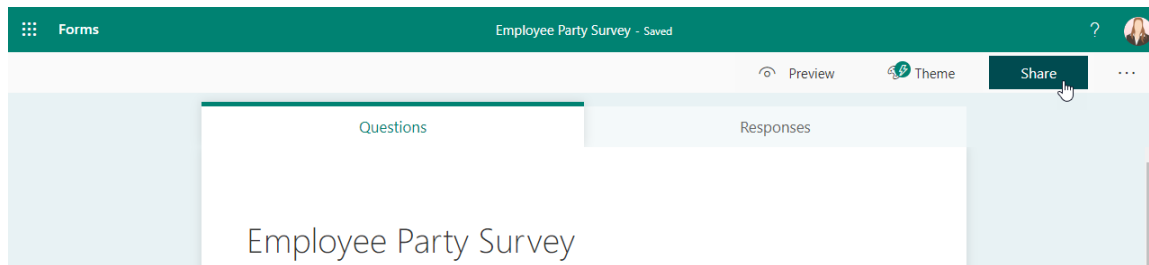 Forms Employee Party Survey - Saved ?
Preview Theme Share ...
Questions Responses
Employee Party Survey